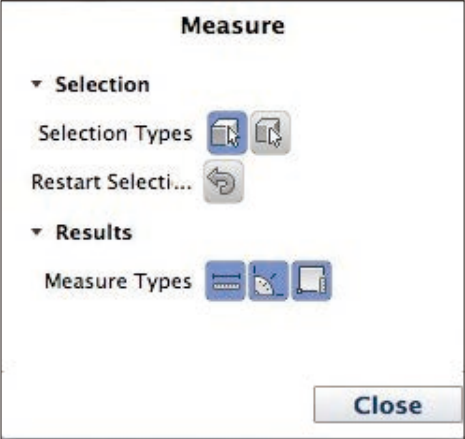 Measure
Selection
Selection Types
Restart Selecti...
Results
Measure Types
Close